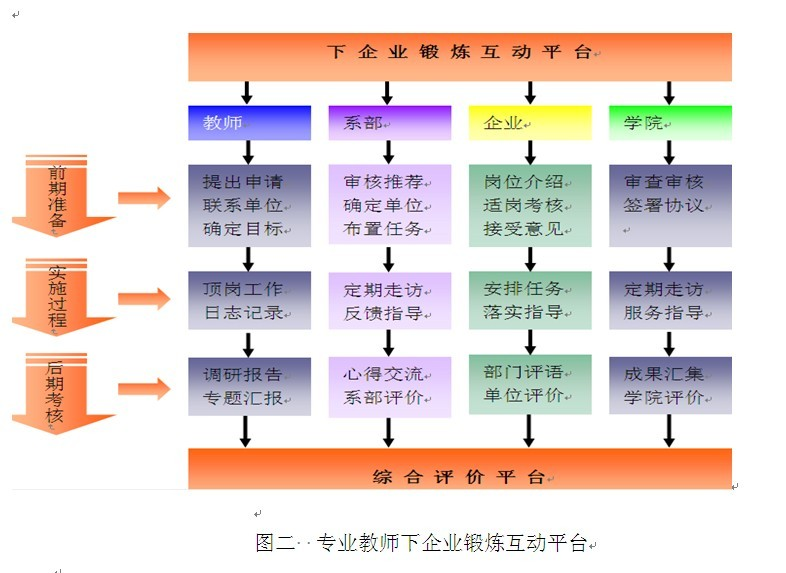 下企业锻炼互动平台
教师
系部
企业
学院
前期准备
提出申请
联系单位
确定目标
审核推荐
确定单位
布置任务
岗位介绍
适岗考核
接受意见
审查审核
签署协议
实施过程
顶岗工作
日志记录
定期走访
反馈指导
安排任务
落实指导
定期走访
服务指导
后期考核
调研报告
专题汇报
心得交流
系部评价
部门评语
单位评价
成果汇集
学院评价
综合评价平台
图二 专业教师下企业锻炼互动平台